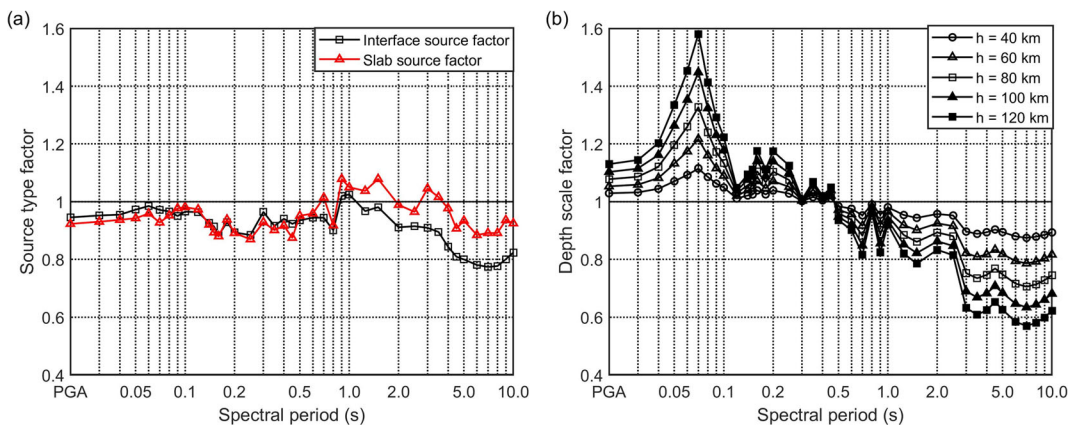 (a)
1.6
1.4
1.2
1
0.8
0.6
0.4
Source type factor
Interface source factor
Slab source factor
PGA 0.05 0.1 0.2 0.5 1.0 2.0 5.0 10.0
Spectral period (s)
(b)
1.6
1.4
1.2
1
0.8
0.6
0.4
Depth scale factor
h = 40 km
h = 60 km
h = 80 km
h = 100 km
h = 120 km
PGA 0.05 0.1 0.2 0.5 1.0 2.0 5.0 10.0
Spectral period (s)